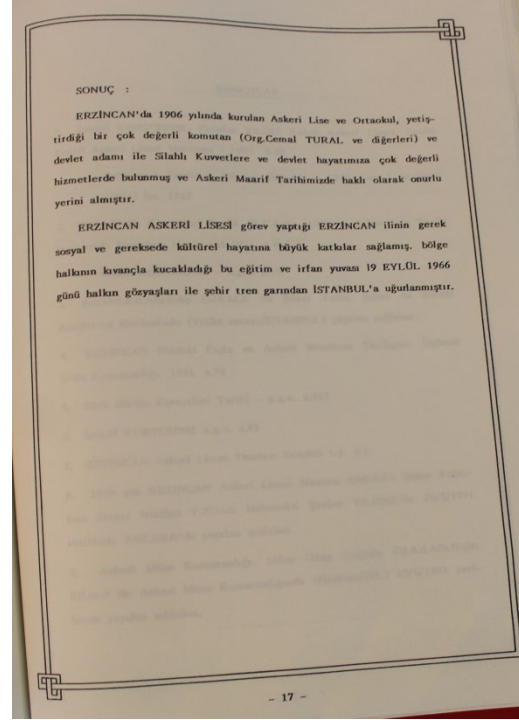 SONUÇ :
ERZİNCAN'da 1906 yılında kurulan Askeri Lise ve Ortaokul, yetiş-
tirdiği bir çok değerli komutan (Org.Cemal TURAL ve diğerleri) ve
devlet adamı ile Silahlı Kuvvetlere ve devlet hayatımıza çok değerli
hizmetlerde bulunmuş ve Askeri Maarif Tarihimizde haklı olarak onurlu
yerini almıştır.
ERZİNCAN ASKERİ LİSESİ görev yaptığı ERZİNCAN ilinin gerek
sosyal ve gereksede kültürel hayatına büyük katkılar sağlamış. bölge
halkının kıvançla kucakladığı bu eğitim ve irfan yuvası 19 EYLÜL 1966
günü halkın gözyaşları ile şehir tren garından İSTANBUL'a uğurlanmıştır.
- 17 -